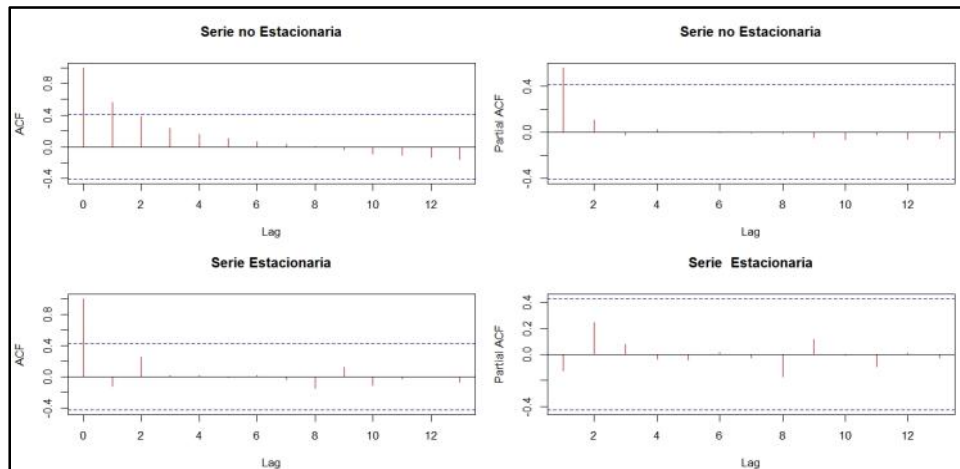 Serie no Estacionaria
ACF
-0.4 0.0 0.4 0.8
0 2 4 6 8 10 12
Lag
Serie no Estacionaria
Partial ACF
-0.4 0.0 0.4
2 4 6 8 10 12
Lag
Serie Estacionaria
ACF
-0.4 0.0 0.4 0.8
0 2 4 6 8 10 12
Lag
Serie Estacionaria
Partial ACF
-0.4 0.0 0.2 0.4
2 4 6 8 10 12
Lag